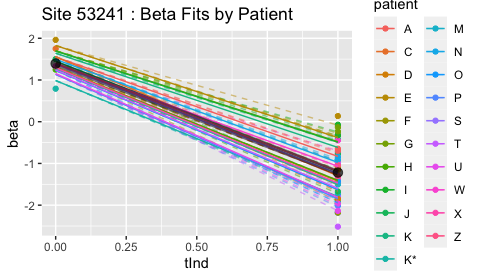 Site 53241 : Beta Fits by Patient
beta
2
1
0
-1
-2
0.00 0.25 0.50 0.75 1.00
tInd
patient
A M
C N
D O
E P
F S
G T
H U
I W
J X
K Z
K*